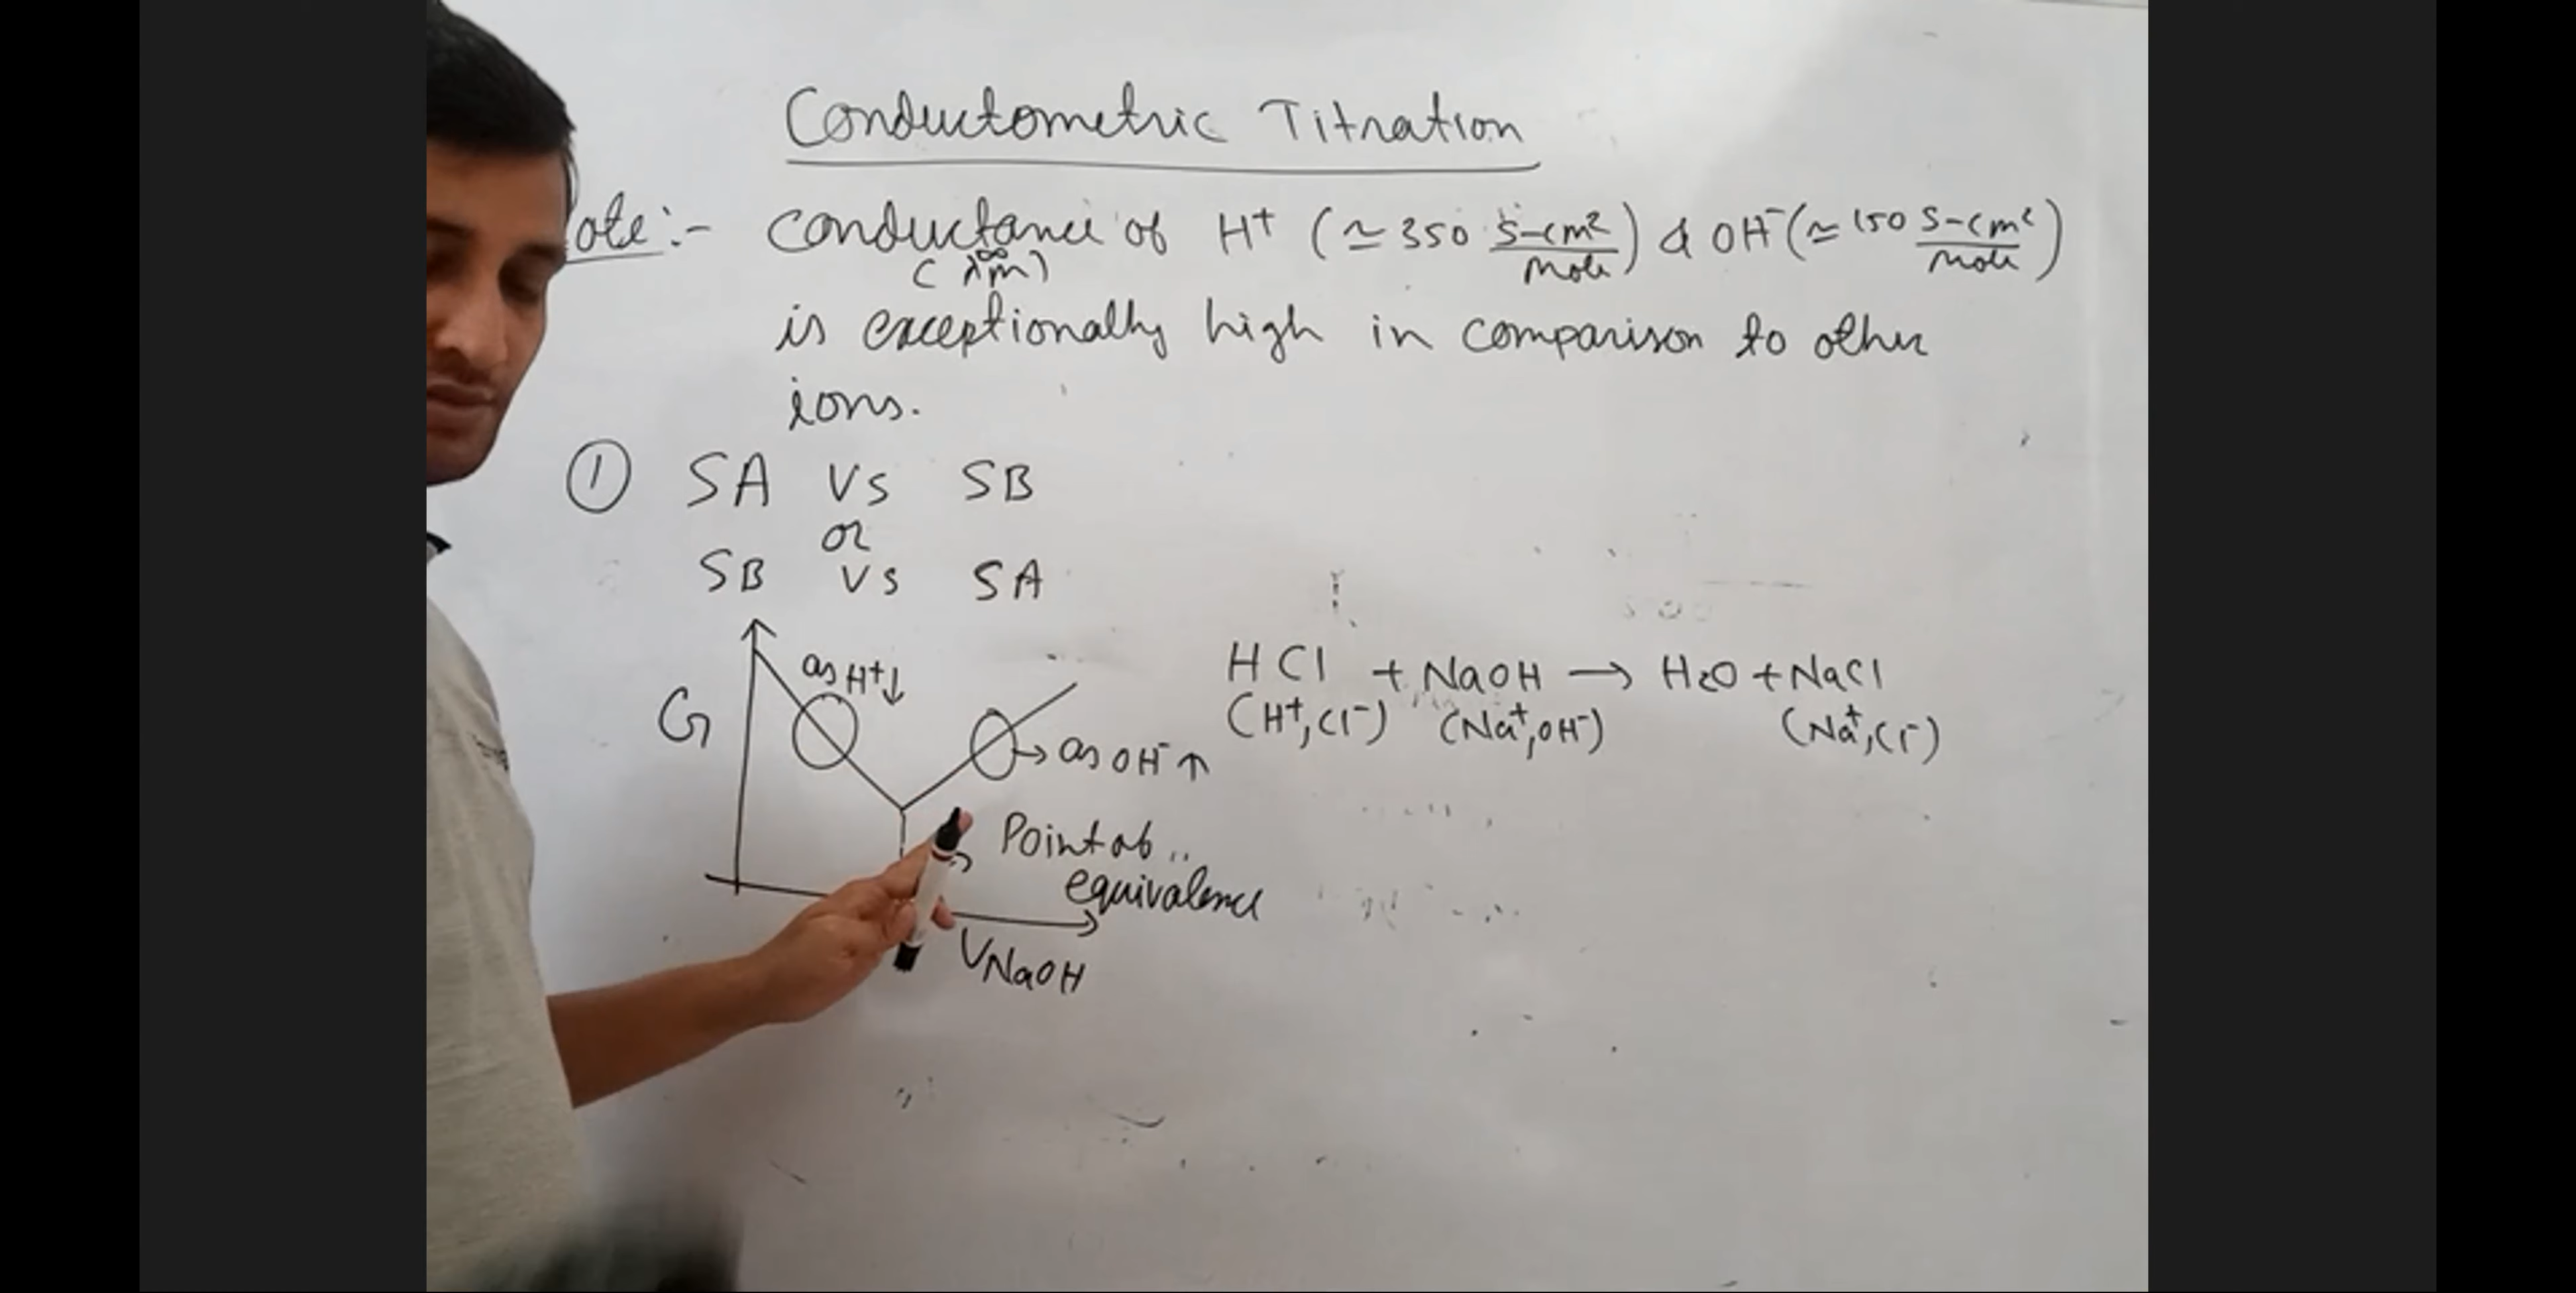 Conductometric Titration
ote:- Conductance of H⁺ (≃ 350 S-cm²/mole) & OH⁻ (≃ 150 S-cm²/mole)
(λ∞m)
is exceptionally high in comparison to other
ions.
① SA Vs SB
or
SB Vs SA
as H⁺↓
G
→ as OH⁻ ↑
Point of
equivalence
VNaOH
HCl + NaOH → H₂O + NaCl
(H⁺, Cl⁻) (Na⁺, OH⁻) (Na⁺, Cl⁻)